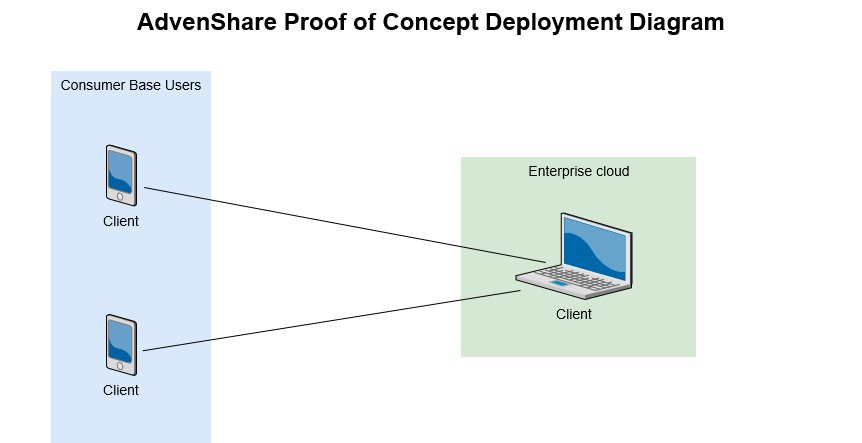 AdvenShare Proof of Concept Deployment Diagram
Consumer Base Users
Client
Client
Enterprise cloud
Client